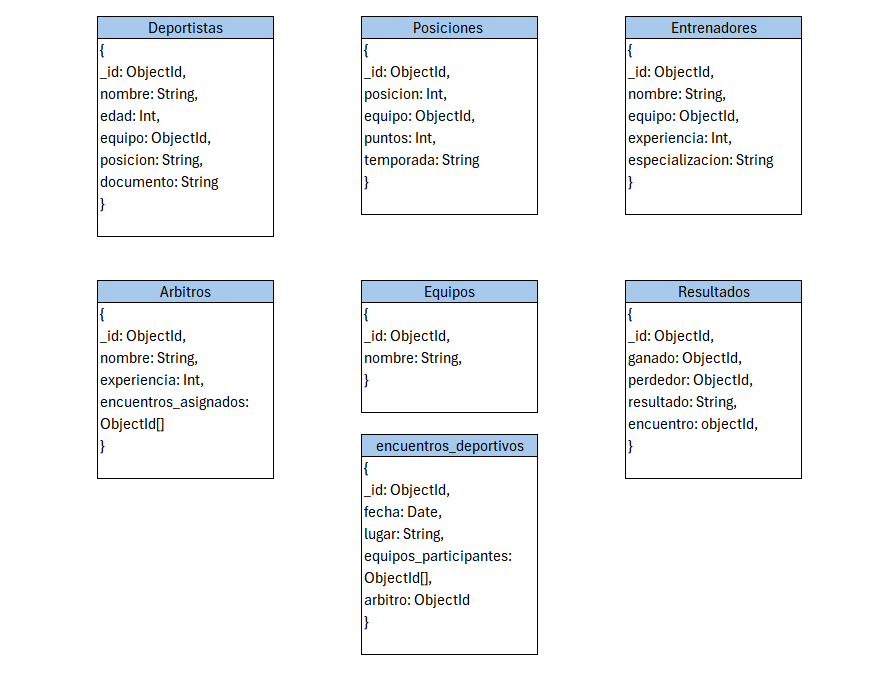 Deportistas
{
_id: ObjectId,
nombre: String,
edad: Int,
equipo: ObjectId,
posicion: String,
documento: String
}
Posiciones
{
_id: ObjectId,
posicion: Int,
equipo: ObjectId,
puntos: Int,
temporada: String
}
Entrenadores
{
_id: ObjectId,
nombre: String,
equipo: ObjectId,
experiencia: Int,
especializacion: String
}
Arbitros
{
_id: ObjectId,
nombre: String,
experiencia: Int,
encuentros_asignados:
ObjectId[]
}
Equipos
{
_id: ObjectId,
nombre: String,
}
Resultados
{
_id: ObjectId,
ganado: ObjectId,
perdedor: ObjectId,
resultado: String,
encuentro: objectId,
}
encuentros_deportivos
{
_id: ObjectId,
fecha: Date,
lugar: String,
equipos_participantes:
ObjectId[],
arbitro: ObjectId
}